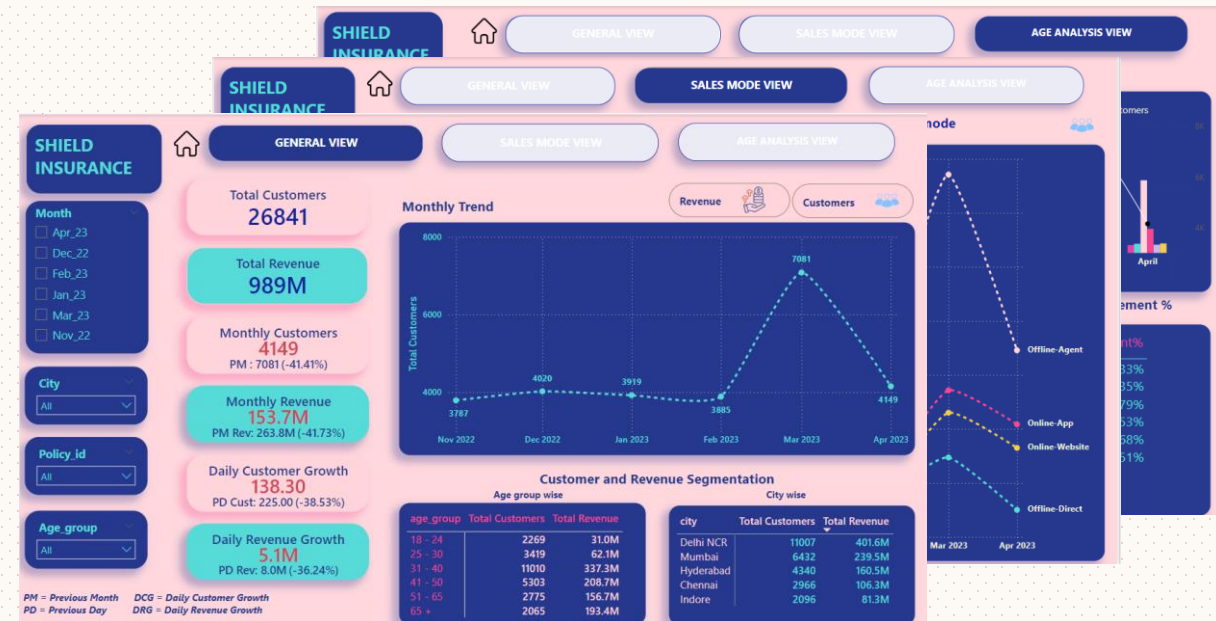 SHIELD
INSURANCE
GENERAL VIEW
SALES MODE VIEW
AGE ANALYSIS VIEW
SHIELD
INSURANCE
GENERAL VIEW
SALES MODE VIEW
AGE ANALYSIS VIEW
SHIELD
INSURANCE
GENERAL VIEW
SALES MODE VIEW
AGE ANALYSIS VIEW
Month
Apr_23
Dec_22
Feb_23
Jan_23
Mar_23
Nov_22
City
All
Policy_id
All
Age_group
All
PM = Previous Month DCG = Daily Customer Growth
PD = Previous Day DRG = Daily Revenue Growth
Total Customers
26841
Total Revenue
989M
Monthly Customers
4149
PM : 7081 (-41.41%)
Monthly Revenue
153.7M
PM Rev: 263.8M (-41.73%)
Daily Customer Growth
138.30
PD Cust: 225.00 (-38.53%)
Daily Revenue Growth
5.1M
PD Rev: 8.0M (-36.24%)
Monthly Trend
Revenue
Customers
Total Customers
8000
6000
4000
3787
4020
3919
3885
7081
4149
Nov 2022 Dec 2022 Jan 2023 Feb 2023 Mar 2023 Apr 2023
Customer and Revenue Segmentation
Age group wise
age_group Total Customers Total Revenue
18 - 24 2269 31.0M
25 - 30 3419 62.1M
31 - 40 11010 337.3M
41 - 50 5303 208.7M
51 - 65 2775 156.7M
65 + 2065 193.4M
City wise
city Total Customers Total Revenue
Delhi NCR 11007 401.6M
Mumbai 6432 239.5M
Hyderabad 4340 160.5M
Chennai 2966 106.3M
Indore 2096 81.3M
mode
Offline-Agent
Online-App
Online-Website
Offline-Direct
Mar 2023 Apr 2023
tomers
8K
6K
4K
April
ement %
nt%
33%
35%
79%
53%
58%
51%